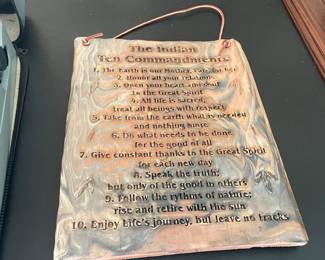 The Indian
Ten Commandments
1. The Earth is our Mother, care for her
2. Honor all your relations
3. Open your heart and soul
to the Great Spirit
4. All life is sacred;
treat all beings with respect
5. Take from the earth what is needed
and nothing more
6. Do what needs to be done
for the good of all
7. Give constant thanks to the Great Spirit
for each new day
8. Speak the truth;
but only of the good in others
9. Follow the rythms of nature;
rise and retire with the sun
10. Enjoy Life's journey, but leave no tracks